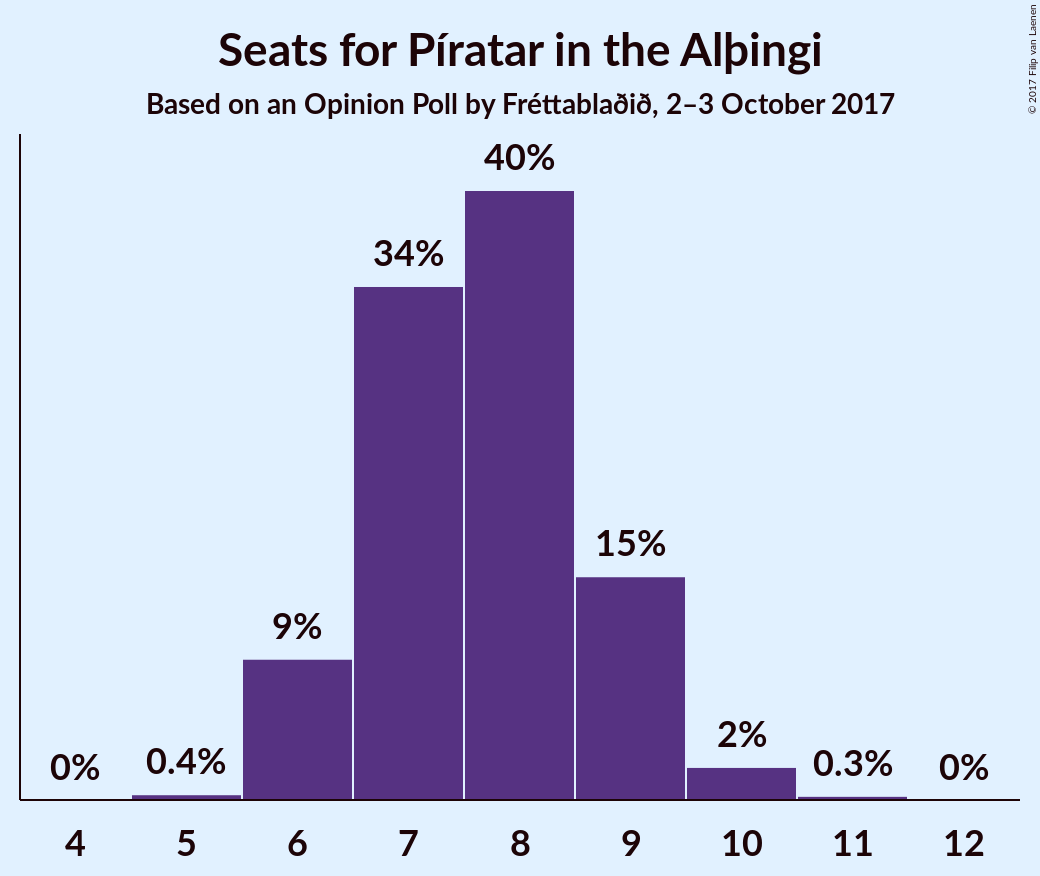 Seats for Píratar in the Alþingi
Based on an Opinion Poll by Fréttablaðið, 2–3 October 2017
© 2017 Filip van Laenen
40%
34%
15%
9%
2%
0%
0.4%
0.3%
0%
4 5 6 7 8 9 10 11 12